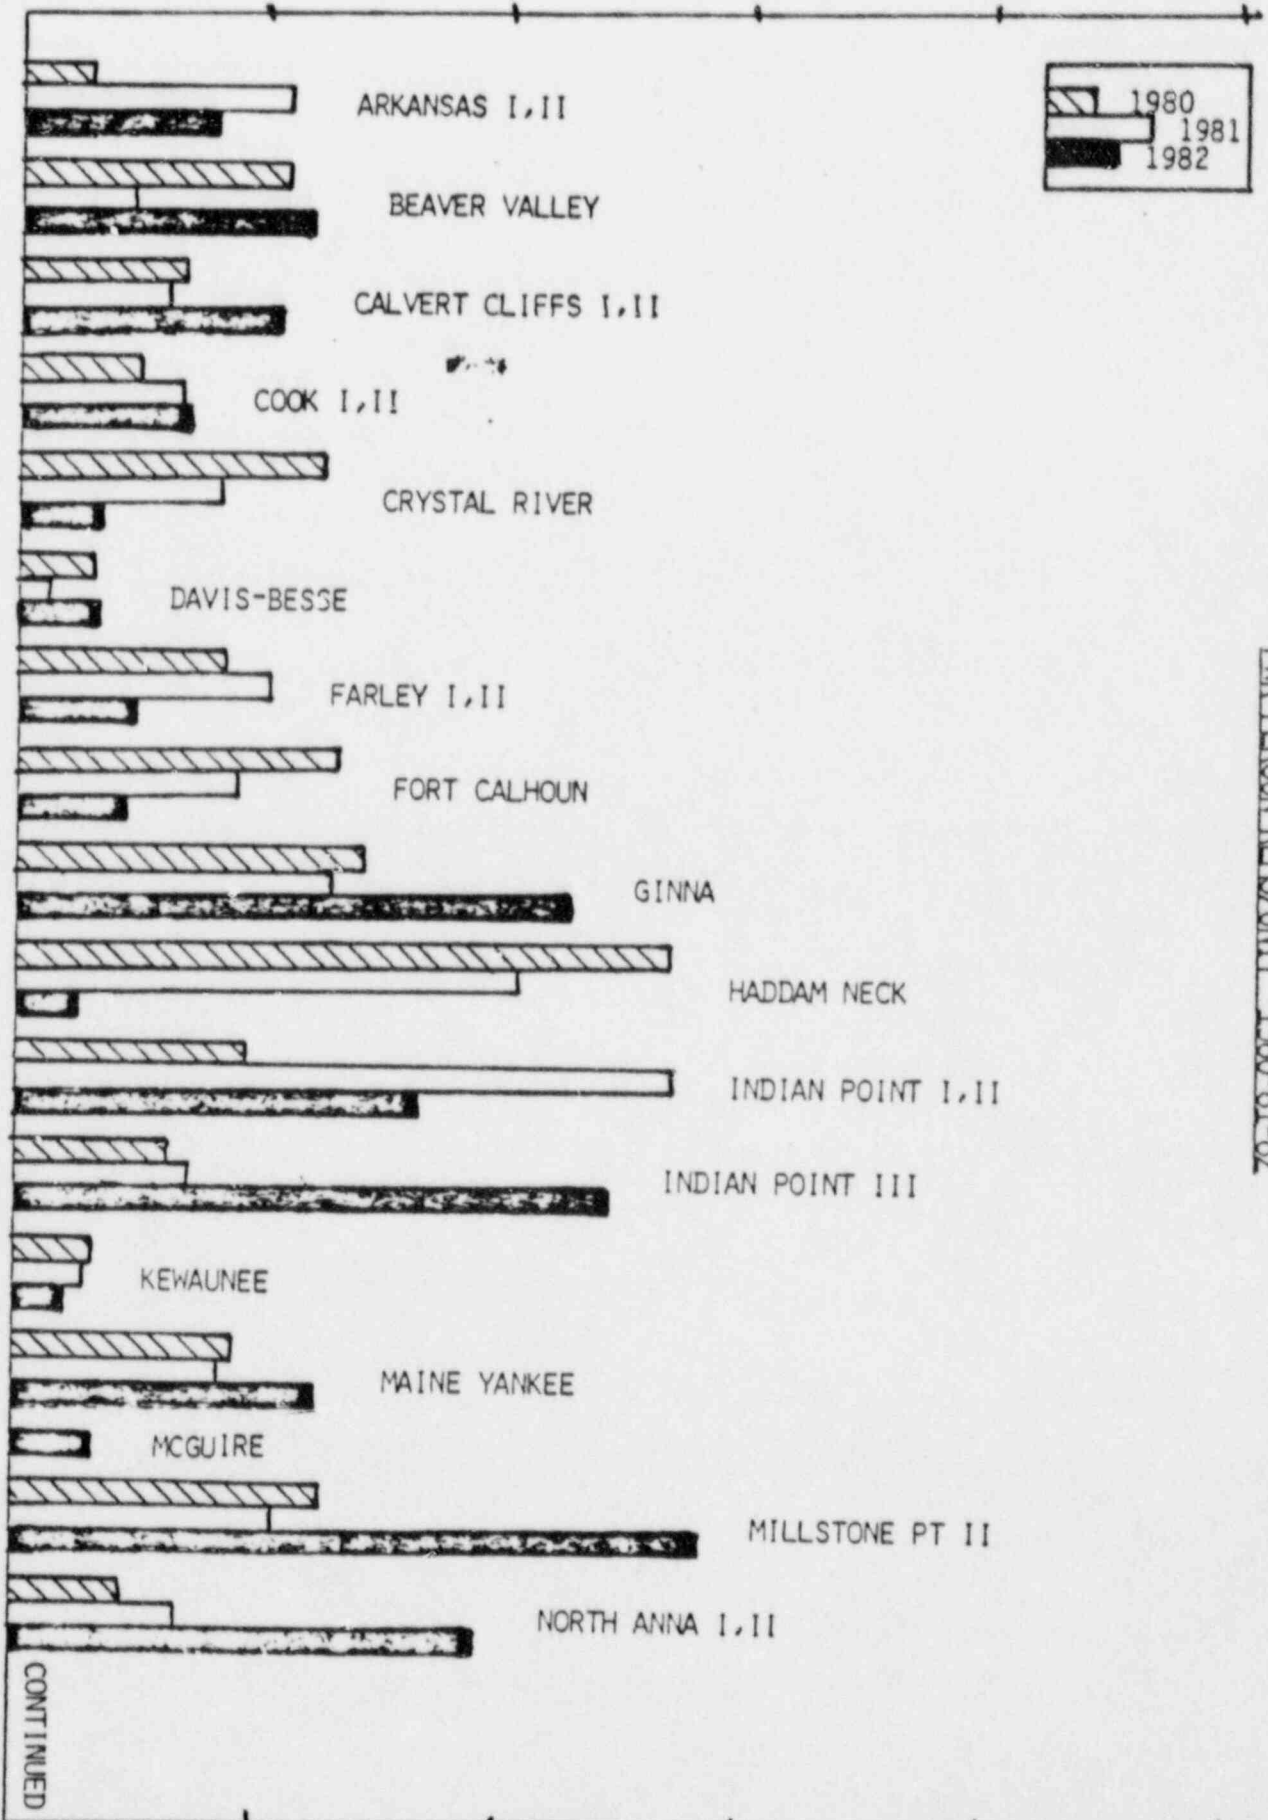 1980
1981
1982
ARKANSAS I,II
BEAVER VALLEY
CALVERT CLIFFS I,II
COOK I,II
CRYSTAL RIVER
DAVIS-BESSE
FARLEY I,II
FORT CALHOUN
GINNA
HADDAM NECK
INDIAN POINT I,II
INDIAN POINT III
KEWAUNEE
MAINE YANKEE
MCGUIRE
MILLSTONE PT II
NORTH ANNA I,II
CONTINUED